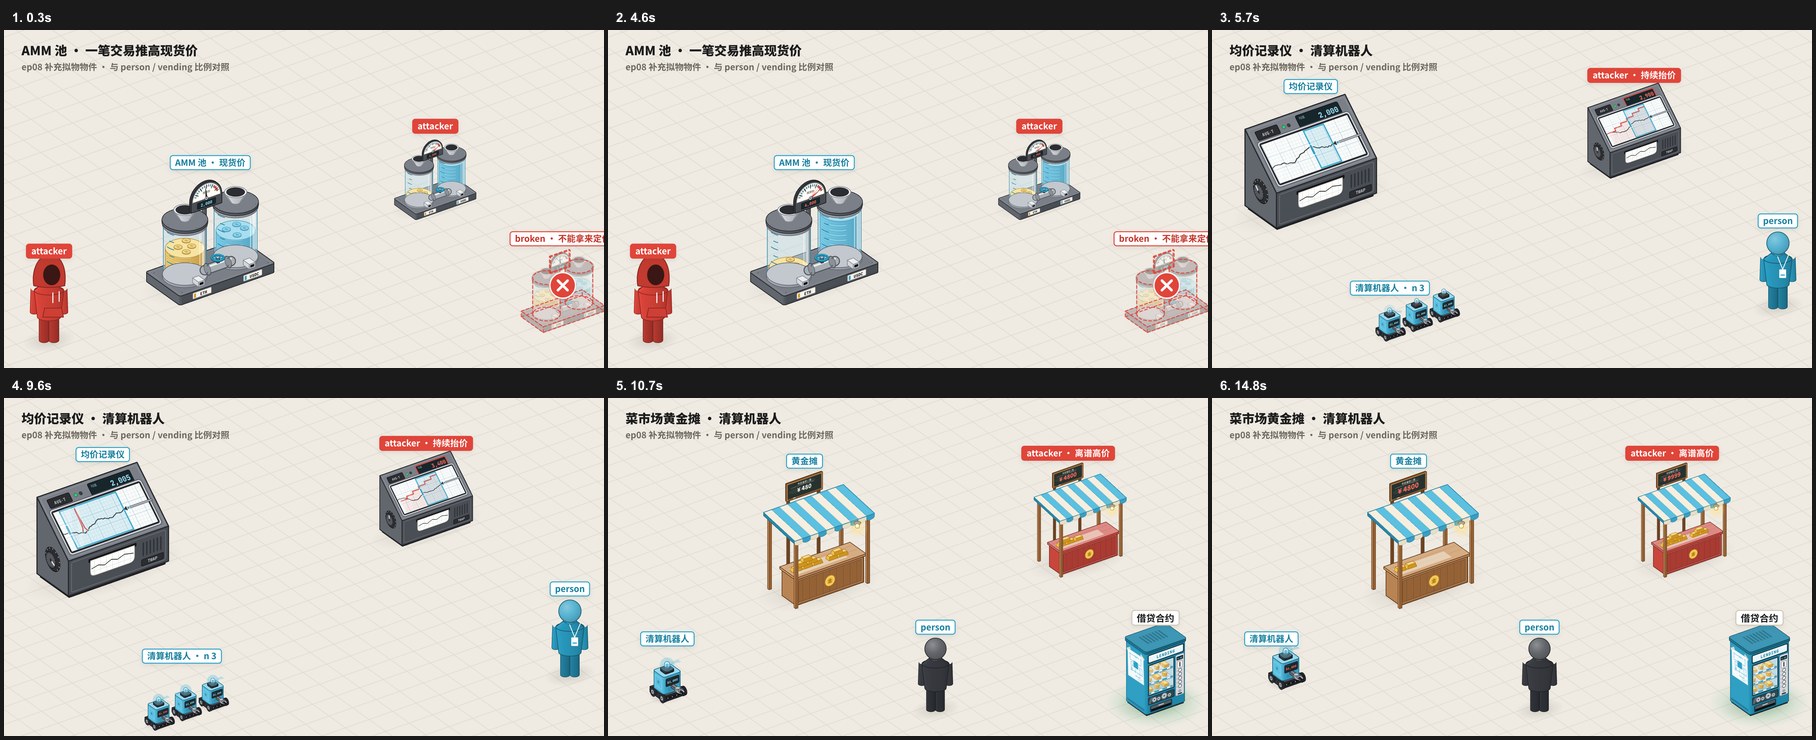 1. 0.3s
AMM 池 · 一笔交易推高现货价
ep08 补充拟物物件 · 与 person / vending 比例对照
attacker
AMM 池 · 现货价
attacker
broken · 不能拿来定
2. 4.6s
AMM 池 · 一笔交易推高现货价
ep08 补充拟物物件 · 与 person / vending 比例对照
attacker
AMM 池 · 现货价
attacker
broken · 不能拿来定
3. 5.7s
均价记录仪 · 清算机器人
ep08 补充拟物物件 · 与 person / vending 比例对照
attacker · 持续抬价
均价记录仪
2,000
TWAP
person
清算机器人 · n 3
4. 9.6s
均价记录仪 · 清算机器人
ep08 补充拟物物件 · 与 person / vending 比例对照
attacker · 持续抬价
均价记录仪
2,005
TWAP
person
清算机器人 · n 3
5. 10.7s
菜市场黄金摊 · 清算机器人
ep08 补充拟物物件 · 与 person / vending 比例对照
attacker · 离谱高价
黄金摊
¥480
¥4800
借贷合约
person
清算机器人
LENDING
6. 14.8s
菜市场黄金摊 · 清算机器人
ep08 补充拟物物件 · 与 person / vending 比例对照
attacker · 离谱高价
黄金摊
¥4800
借贷合约
person
清算机器人
LENDING